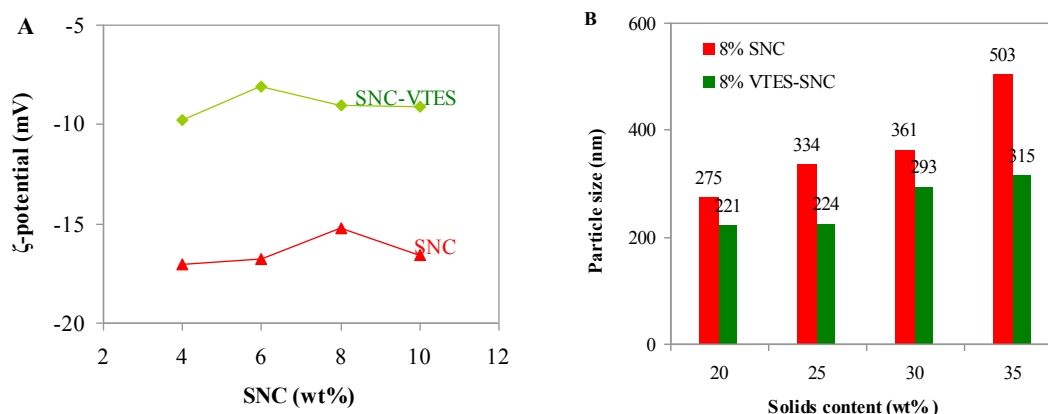 A
-5
-10
-15
-20
2 4 6 8 10 12
SNC (wt%)
ζ-potential (mV)
SNC-VTES
SNC
B
600
400
200
0
8% SNC
8% VTES-SNC
275 221 334 224 361 293 503 315
20 25 30 35
Solids content (wt%)
Particle size (nm)